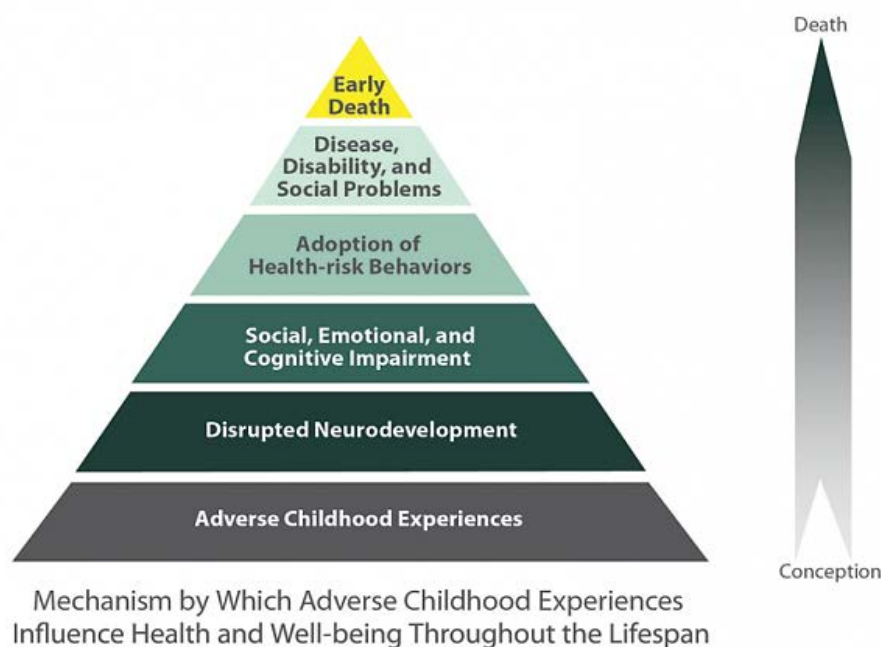 Death
Early
Death
Disease,
Disability, and
Social Problems
Adoption of
Health-risk Behaviors
Social, Emotional, and
Cognitive Impairment
Disrupted Neurodevelopment
Adverse Childhood Experiences
Conception
Mechanism by Which Adverse Childhood Experiences
Influence Health and Well-being Throughout the Lifespan